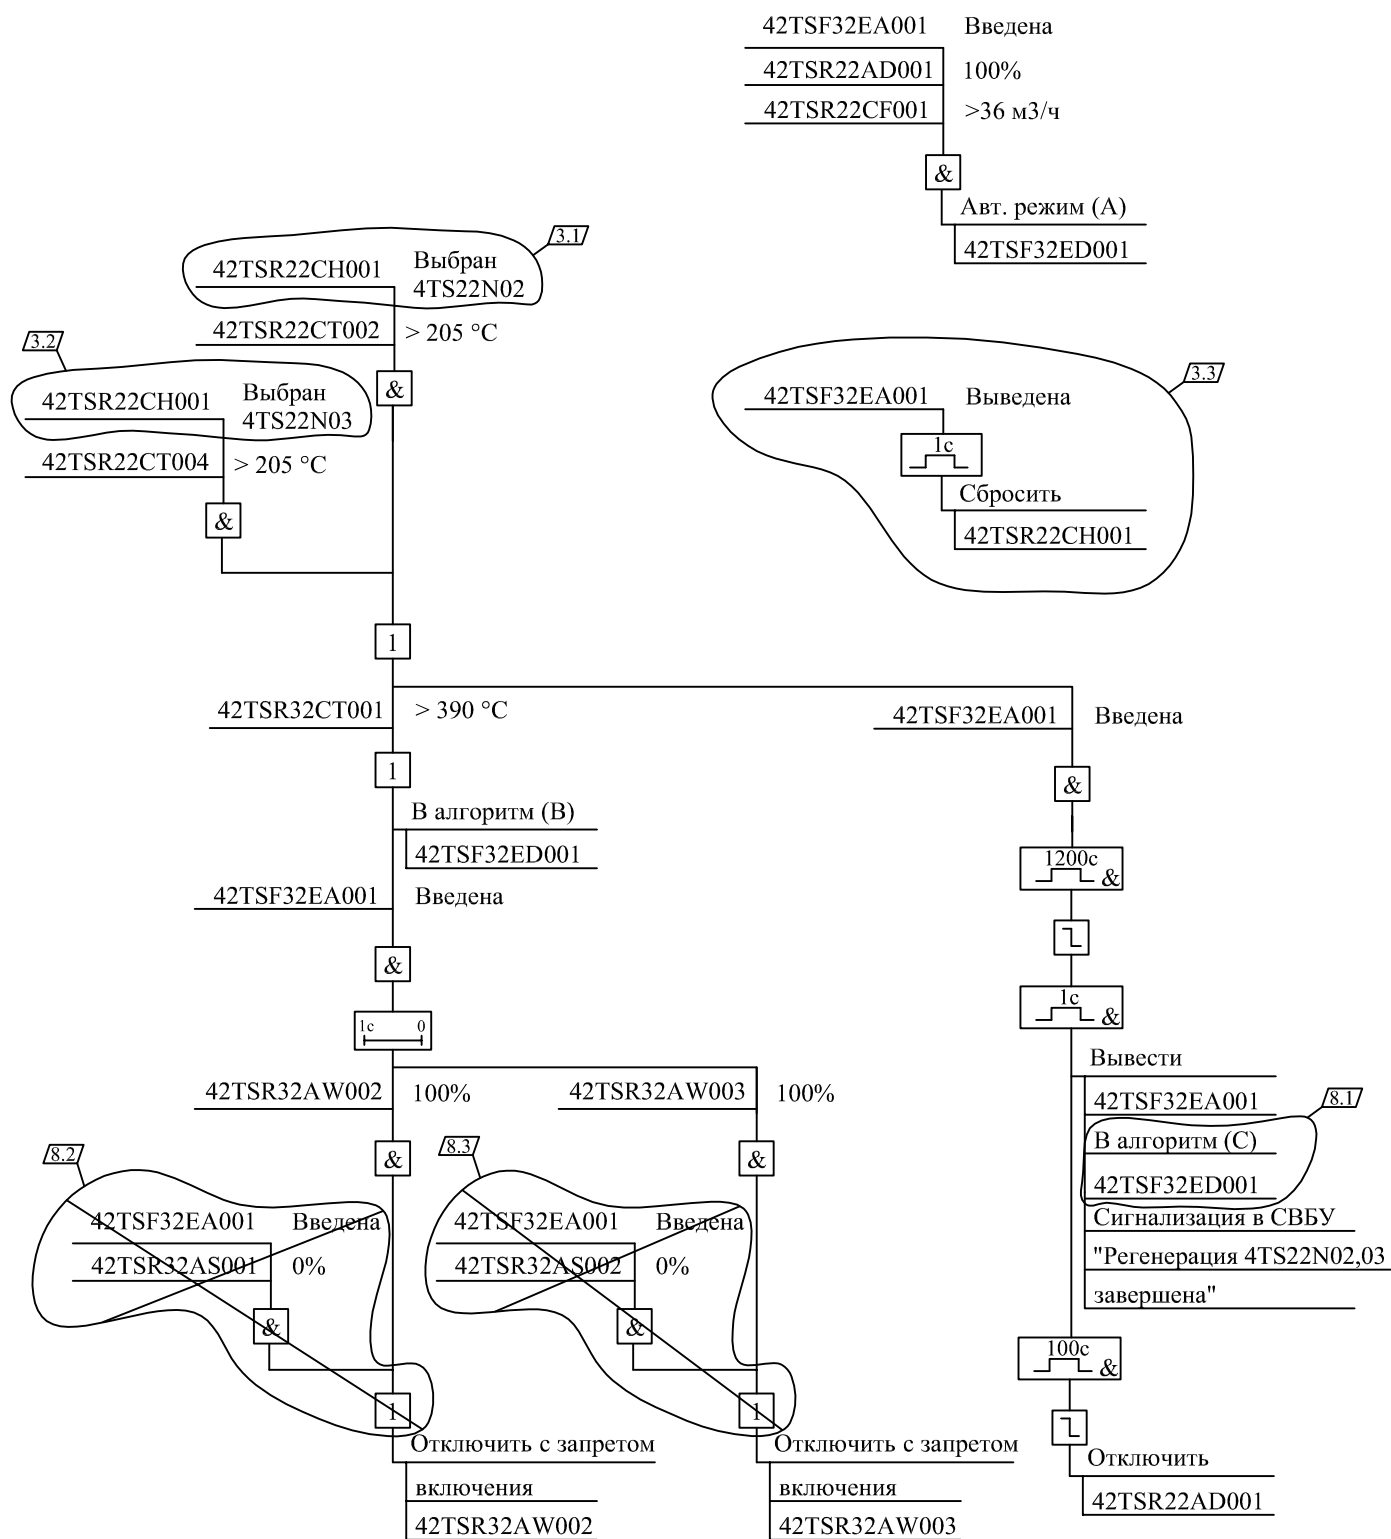 42TSF32EA001 Введена
42TSR22AD001 100%
42TSR22CF001 >36 м3/ч
&
Авт. режим (А)
42TSF32ED001
3.1
42TSR22CH001 Выбран
4TS22N02
42TSR22CT002 > 205 °C
&
3.2
42TSR22CH001 Выбран
4TS22N03
42TSR22CT004 > 205 °C
&
3.3
42TSF32EA001 Выведена
1с
Сбросить
42TSR22CH001
1
42TSR32CT001 > 390 °C
1
В алгоритм (В)
42TSF32ED001
42TSF32EA001 Введена
&
1с 0
42TSR32AW002 100%
&
42TSR32AW003 100%
&
8.2
42TSF32EA001 Введена
42TSR32AS001 0%
&
1
Отключить с запретом
включения
42TSR32AW002
8.3
42TSF32EA001 Введена
42TSR32AS002 0%
&
1
Отключить с запретом
включения
42TSR32AW003
42TSF32EA001 Введена
&
1200с &
1с &
Вывести
42TSF32EA001
8.1
В алгоритм (С)
42TSF32ED001
Сигнализация в СВБУ
"Регенерация 4TS22N02,03
завершена"
100с &
Отключить
42TSR22AD001